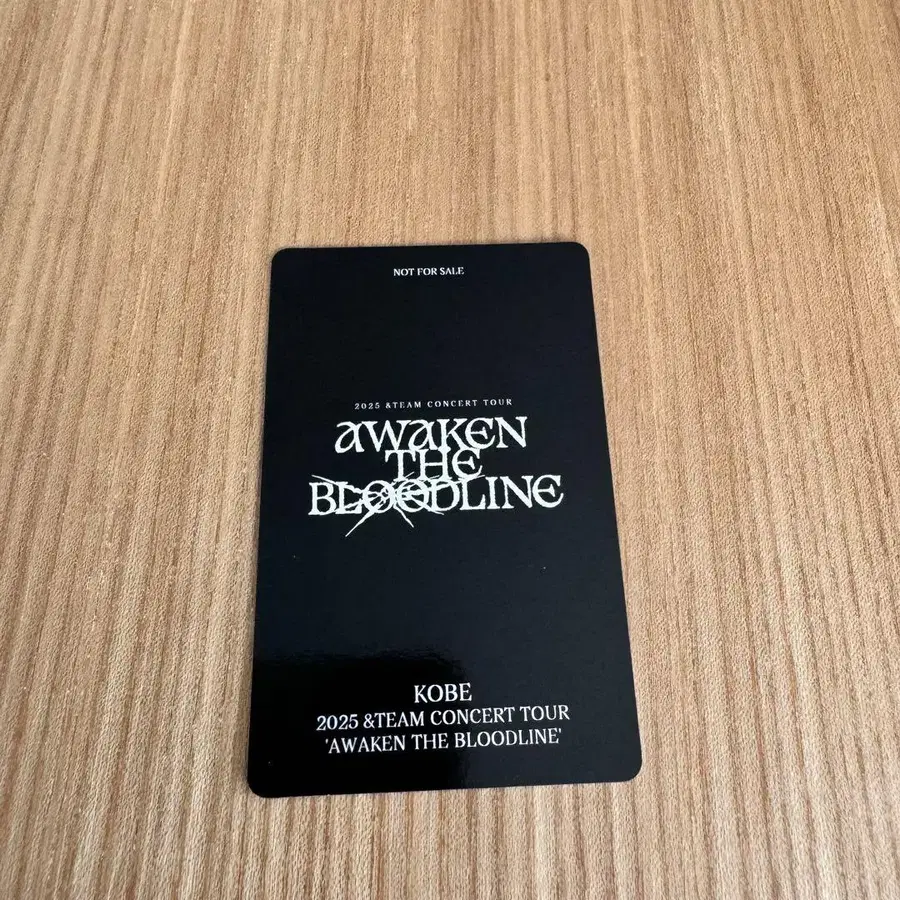 NOT FOR SALE
2025 &TEAM CONCERT TOUR
AWAKEN
THE
BLOODLINE
KOBE
2025 &TEAM CONCERT TOUR
'AWAKEN THE BLOODLINE'